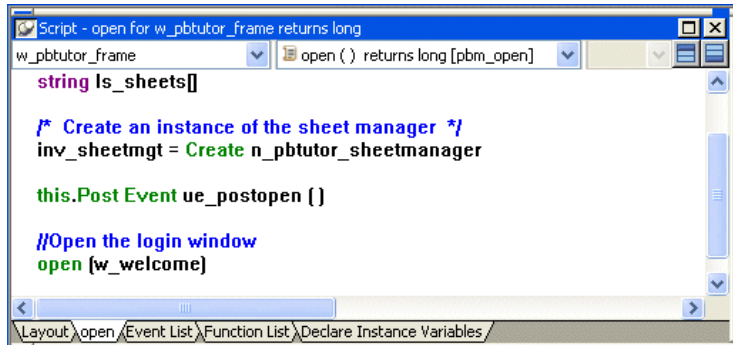 Script - open for w_pbtutor_frame returns long
w_pbtutor_frame open ( ) returns long [pbm_open]
string ls_sheets[]
/* Create an instance of the sheet manager */
inv_sheetmgt = Create n_pbtutor_sheetmanager
this.Post Event ue_postopen ( )
//Open the login window
open (w_welcome)
Layout open Event List Function List Declare Instance Variables